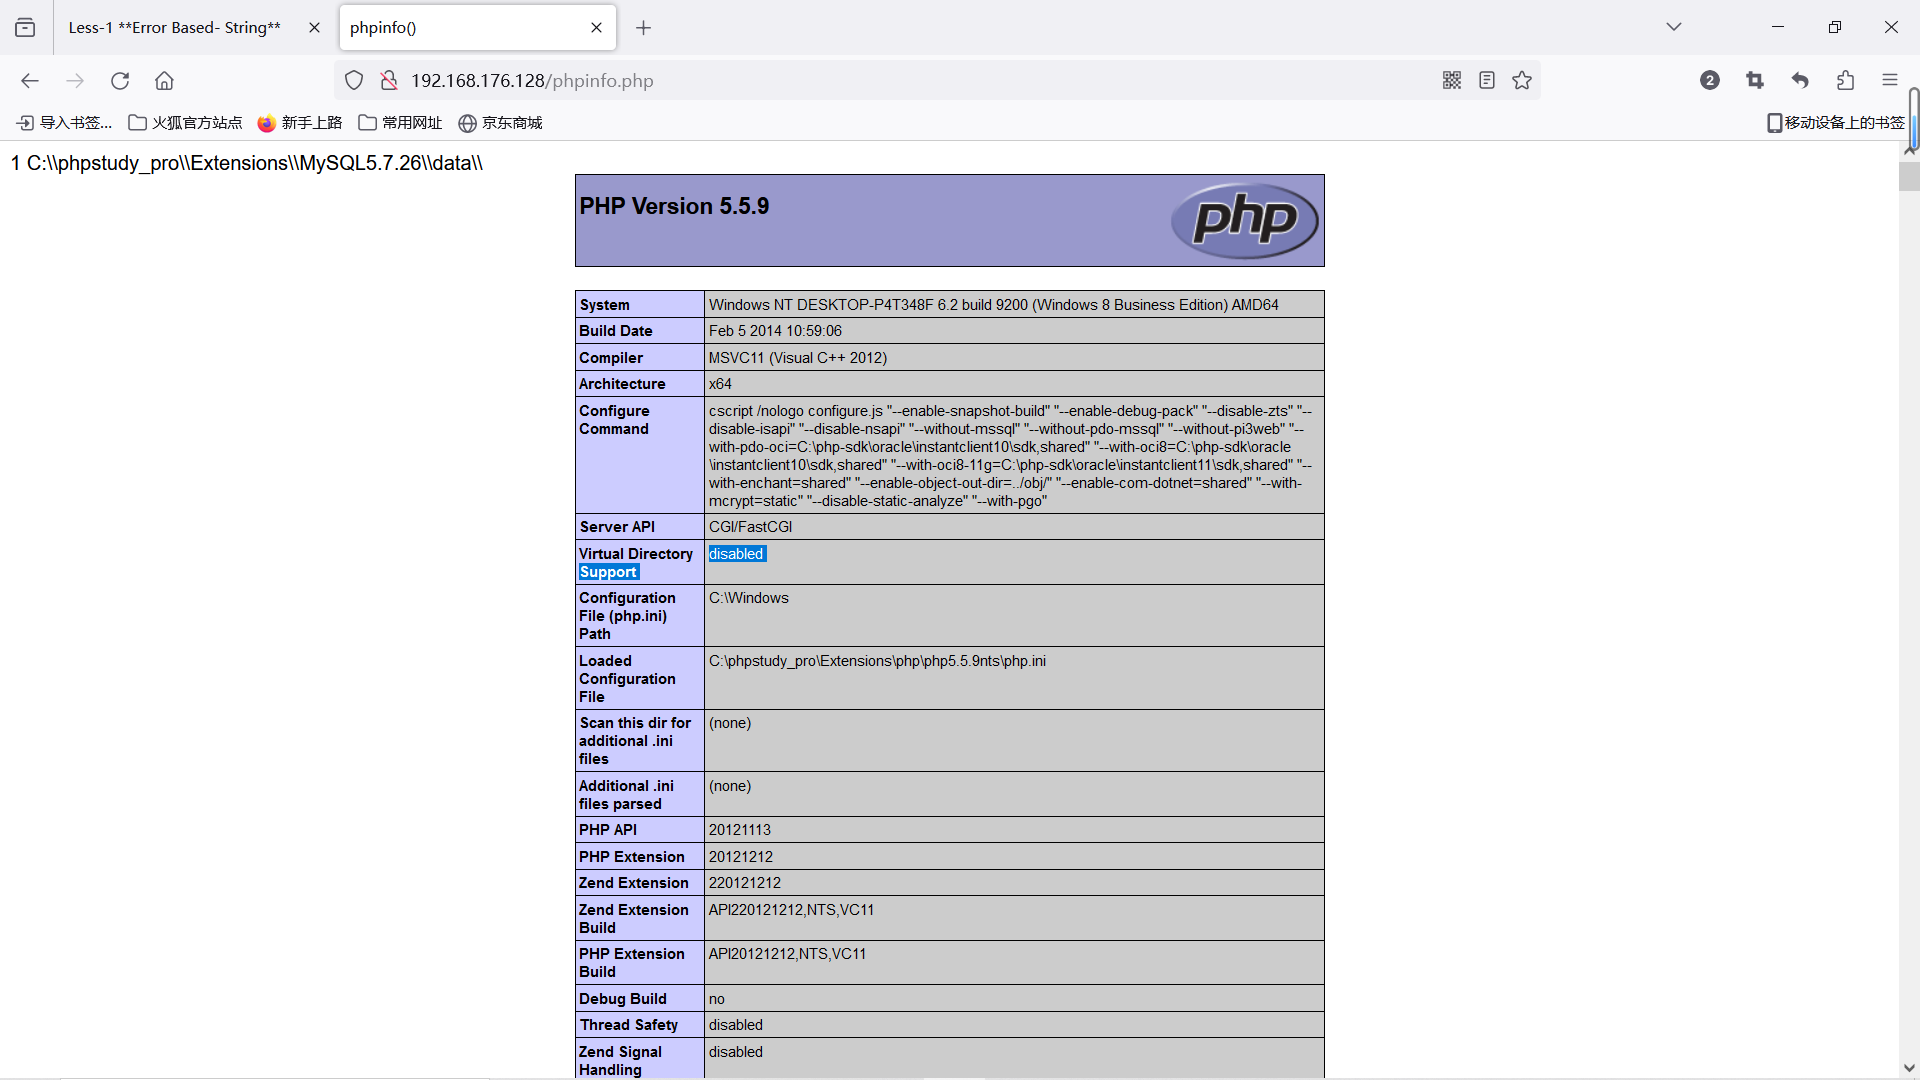 Less-1 **Error Based- String**
phpinfo()
192.168.176.128/phpinfo.php
2
导入书签...
火狐官方站点
新手上路
常用网址
京东商城
移动设备上的书签
1 C:\\phpstudy_pro\\Extensions\\MySQL5.7.26\\data\\
PHP Version 5.5.9
php
System
Windows NT DESKTOP-P4T348F 6.2 build 9200 (Windows 8 Business Edition) AMD64
Build Date
Feb 5 2014 10:59:06
Compiler
MSVC11 (Visual C++ 2012)
Architecture
x64
Configure
Command
cscript /nologo configure.js "--enable-snapshot-build" "--enable-debug-pack" "--disable-zts" "--
disable-isapi" "--disable-nsapi" "--without-mssql" "--without-pdo-mssql" "--without-pi3web" "--
with-pdo-oci=C:\php-sdk\oracle\instantclient10\sdk,shared" "--with-oci8=C:\php-sdk\oracle
\instantclient10\sdk,shared" "--with-oci8-11g=C:\php-sdk\oracle\instantclient11\sdk,shared" "--
with-enchant=shared" "--enable-object-out-dir=../obj/" "--enable-com-dotnet=shared" "--with-
mcrypt=static" "--disable-static-analyze" "--with-pgo"
Server API
CGI/FastCGI
Virtual Directory
Support
disabled
Configuration
File (php.ini)
Path
C:\Windows
Loaded
Configuration
File
C:\phpstudy_pro\Extensions\php\php5.5.9nts\php.ini
Scan this dir for
additional .ini
files
(none)
Additional .ini
files parsed
(none)
PHP API
20121113
PHP Extension
20121212
Zend Extension
220121212
Zend Extension
Build
API220121212,NTS,VC11
PHP Extension
Build
API20121212,NTS,VC11
Debug Build
no
Thread Safety
disabled
Zend Signal
Handling
disabled